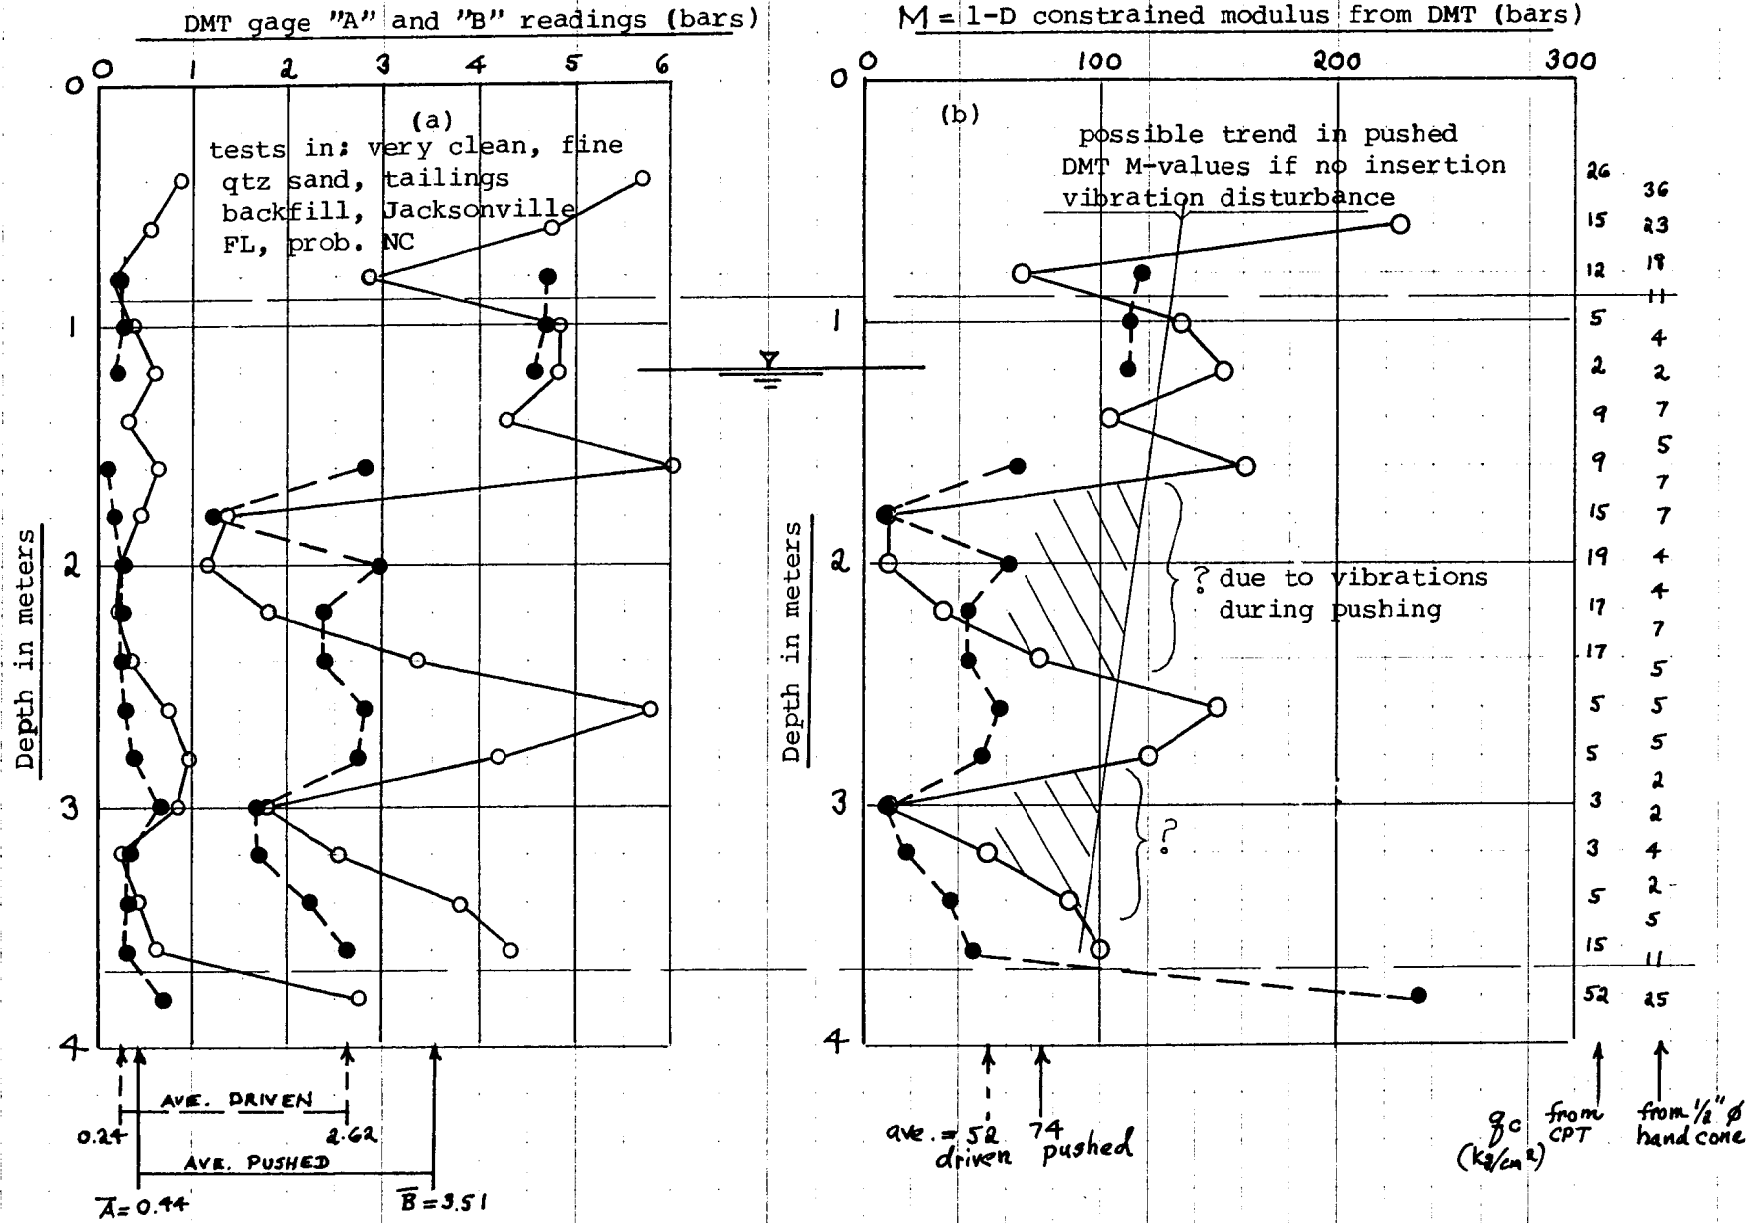 DMT gage "A" and "B" readings (bars)
M = 1-D constrained modulus from DMT (bars)
0 1 2 3 4 5 6
0 100 200 300
0
1
2
3
4
0
1
2
3
4
Depth in meters
Depth in meters
(a)
tests in: very clean, fine
qtz sand, tailings
backfill, Jacksonville
FL, prob. NC
(b)
possible trend in pushed
DMT M-values if no insertion
vibration disturbance
? due to vibrations
during pushing
?
26
15
12
5
2
9
9
15
19
17
17
5
5
3
3
5
15
52
36
23
18
11
4
2
7
5
7
7
4
4
7
5
5
5
2
2
4
2
5
11
25
AVE. DRIVEN
0.24 2.62
AVE. PUSHED
A̅=0.44 B̅=3.51
ave. = 52 74
driven pushed
qc from CPT
(kg/cm²)
from 1/2" ø
hand cone